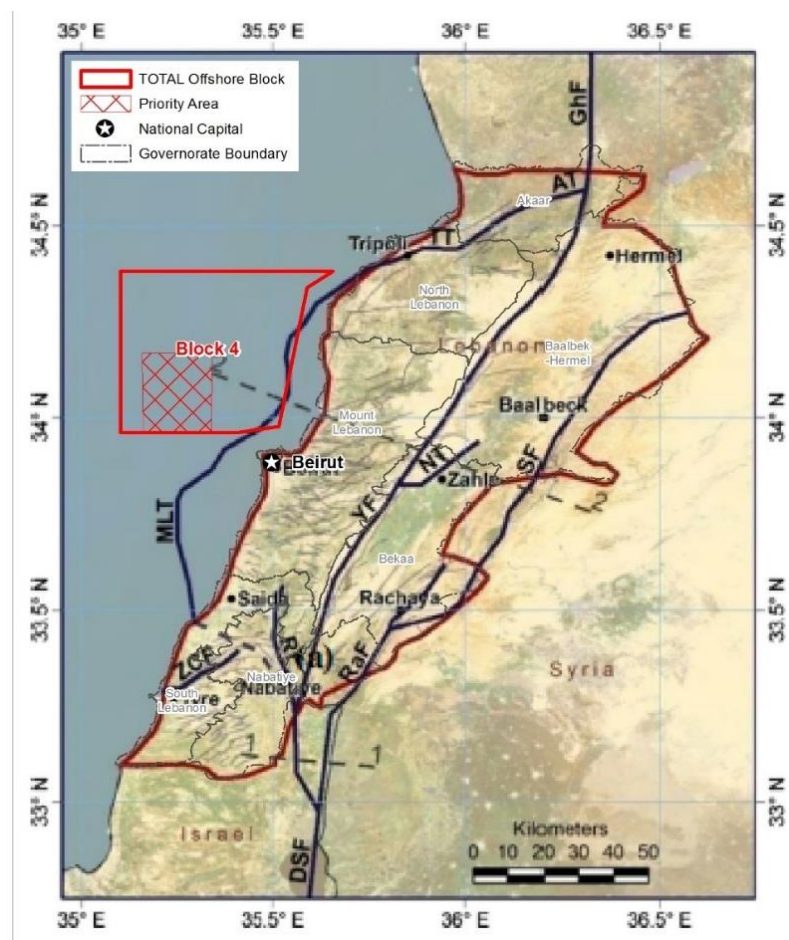 35° E
35.5° E
36° E
36.5° E
TOTAL Offshore Block
Priority Area
National Capital
Governorate Boundary
GhF
AT
Akaar
34.5° N
34.5° N
Tripoli
TT
Hermel
North
Lebanon
Block 4
Lebanon
Baalbek
-Hermel
34° N
34° N
Mount
Lebanon
Baalbeck
Beirut
NT
Zahle
SF
MLT
YF
2
Bekaa
33.5° N
33.5° N
Saida
Rachaya
ZCF
(a)
RaF
Syria
Nabatiye
Nabatiye
South
Lebanon
1
1
33° N
33° N
Israel
Kilometers
0 10 20 30 40 50
DSF
35° E
35.5° E
36° E
36.5° E